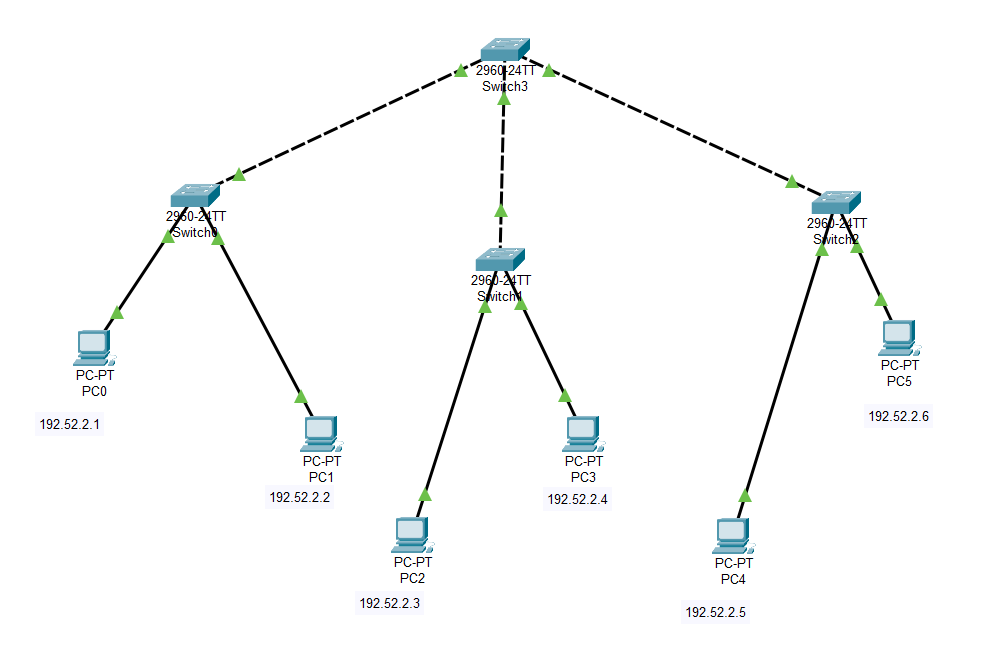 2960-24TT
Switch3
2960-24TT
Switch0
2960-24TT
Switch2
2960-24TT
Switch1
PC-PT
PC0
192.52.2.1
PC-PT
PC1
192.52.2.2
PC-PT
PC2
192.52.2.3
PC-PT
PC3
192.52.2.4
PC-PT
PC4
192.52.2.5
PC-PT
PC5
192.52.2.6